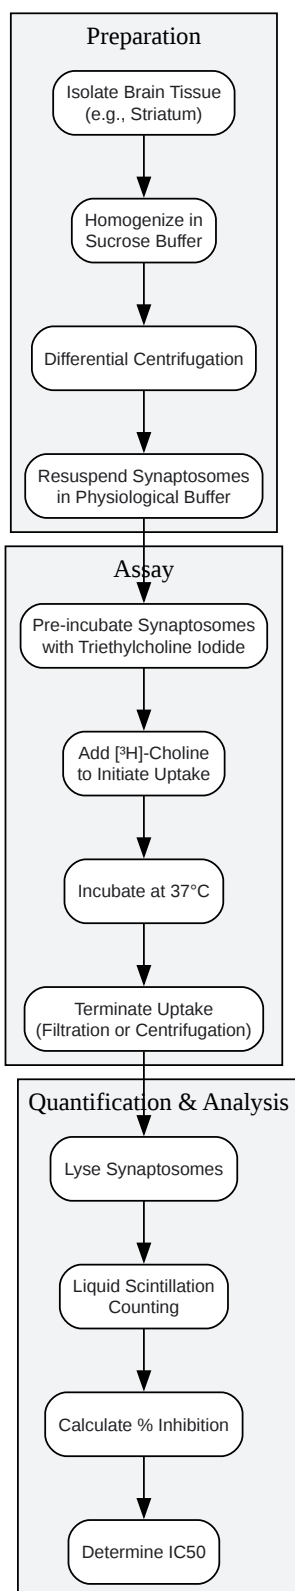 Preparation
Isolate Brain Tissue
(e.g., Striatum)
Homogenize in
Sucrose Buffer
Differential Centrifugation
Resuspend Synaptosomes
in Physiological Buffer
Assay
Pre-incubate Synaptosomes
with Triethylcholine Iodide
Add [³H]-Choline
to Initiate Uptake
Incubate at 37°C
Terminate Uptake
(Filtration or Centrifugation)
Quantification & Analysis
Lyse Synaptosomes
Liquid Scintillation
Counting
Calculate % Inhibition
Determine IC50